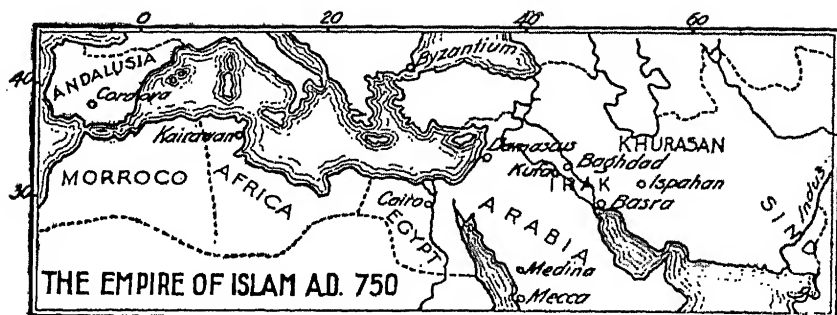 0 20 40 60
40
30
ANDALUSIA
Cordova
Byzantium
Kairawan
Damascus
KHURASAN
Kufa
Baghdad
IRAK
Ispahan
Basra
MORROCO
AFRICA
Cairo
EGYPT
ARABIA
SIND
Indus
Medina
Mecca
THE EMPIRE OF ISLAM A.D. 750